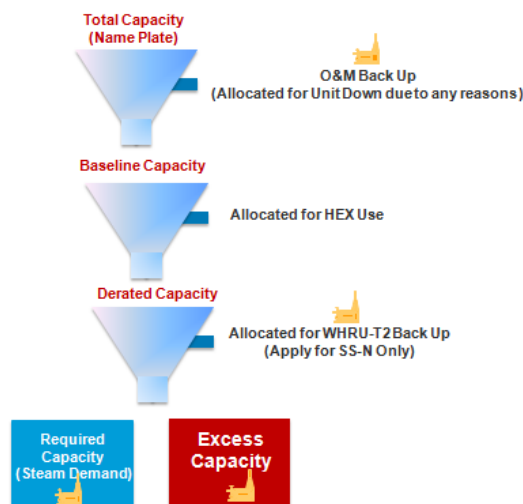 Total Capacity
(Name Plate)
O&M Back Up
(Allocated for Unit Down due to any reasons)
Baseline Capacity
Allocated for HEX Use
Derated Capacity
Allocated for WHRU-T2 Back Up
(Apply for SS-N Only)
Required
Capacity
(Steam Demand)
Excess
Capacity